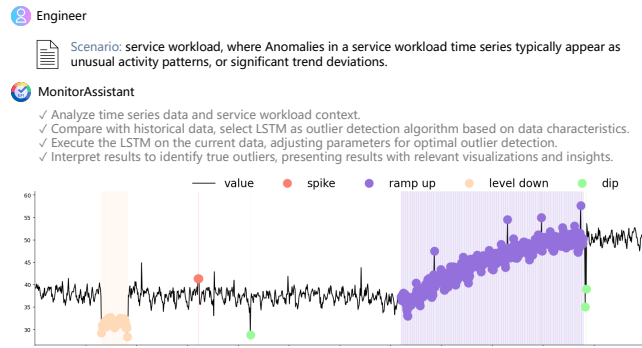 Engineer
Scenario: service workload, where Anomalies in a service workload time series typically appear as
unusual activity patterns, or significant trend deviations.
MonitorAssistant
✓ Analyze time series data and service workload context.
✓ Compare with historical data, select LSTM as outlier detection algorithm based on data characteristics.
✓ Execute the LSTM on the current data, adjusting parameters for optimal outlier detection.
✓ Interpret results to identify true outliers, presenting results with relevant visualizations and insights.
value spike ramp up level down dip
60
55
50
45
40
35
30